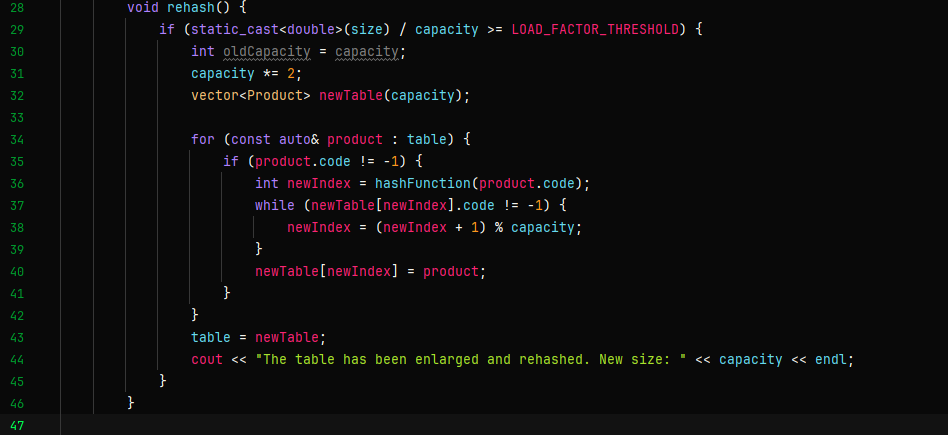 28 void rehash() {
29 if (static_cast<double>(size) / capacity >= LOAD_FACTOR_THRESHOLD) {
30 int oldCapacity = capacity;
31 capacity *= 2;
32 vector<Product> newTable(capacity);
33
34 for (const auto& product : table) {
35 if (product.code != -1) {
36 int newIndex = hashFunction(product.code);
37 while (newTable[newIndex].code != -1) {
38 newIndex = (newIndex + 1) % capacity;
39 }
40 newTable[newIndex] = product;
41 }
42 }
43 table = newTable;
44 cout << "The table has been enlarged and rehashed. New size: " << capacity << endl;
45 }
46 }
47